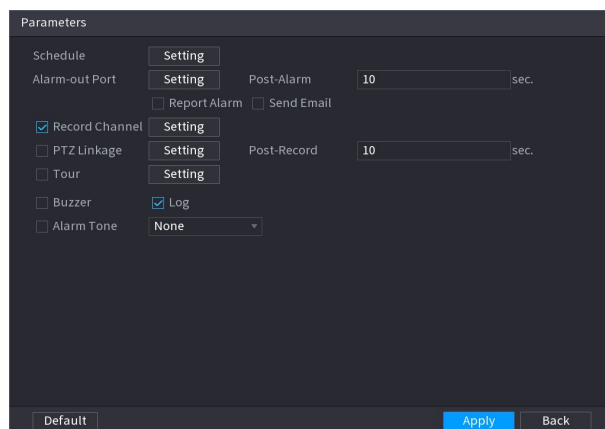 Parameters
Schedule Setting
Alarm-out Port Setting Post-Alarm 10 sec.
Report Alarm Send Email
Record Channel Setting
PTZ Linkage Setting Post-Record 10 sec.
Tour Setting
Buzzer Log
Alarm Tone None
Default Apply Back